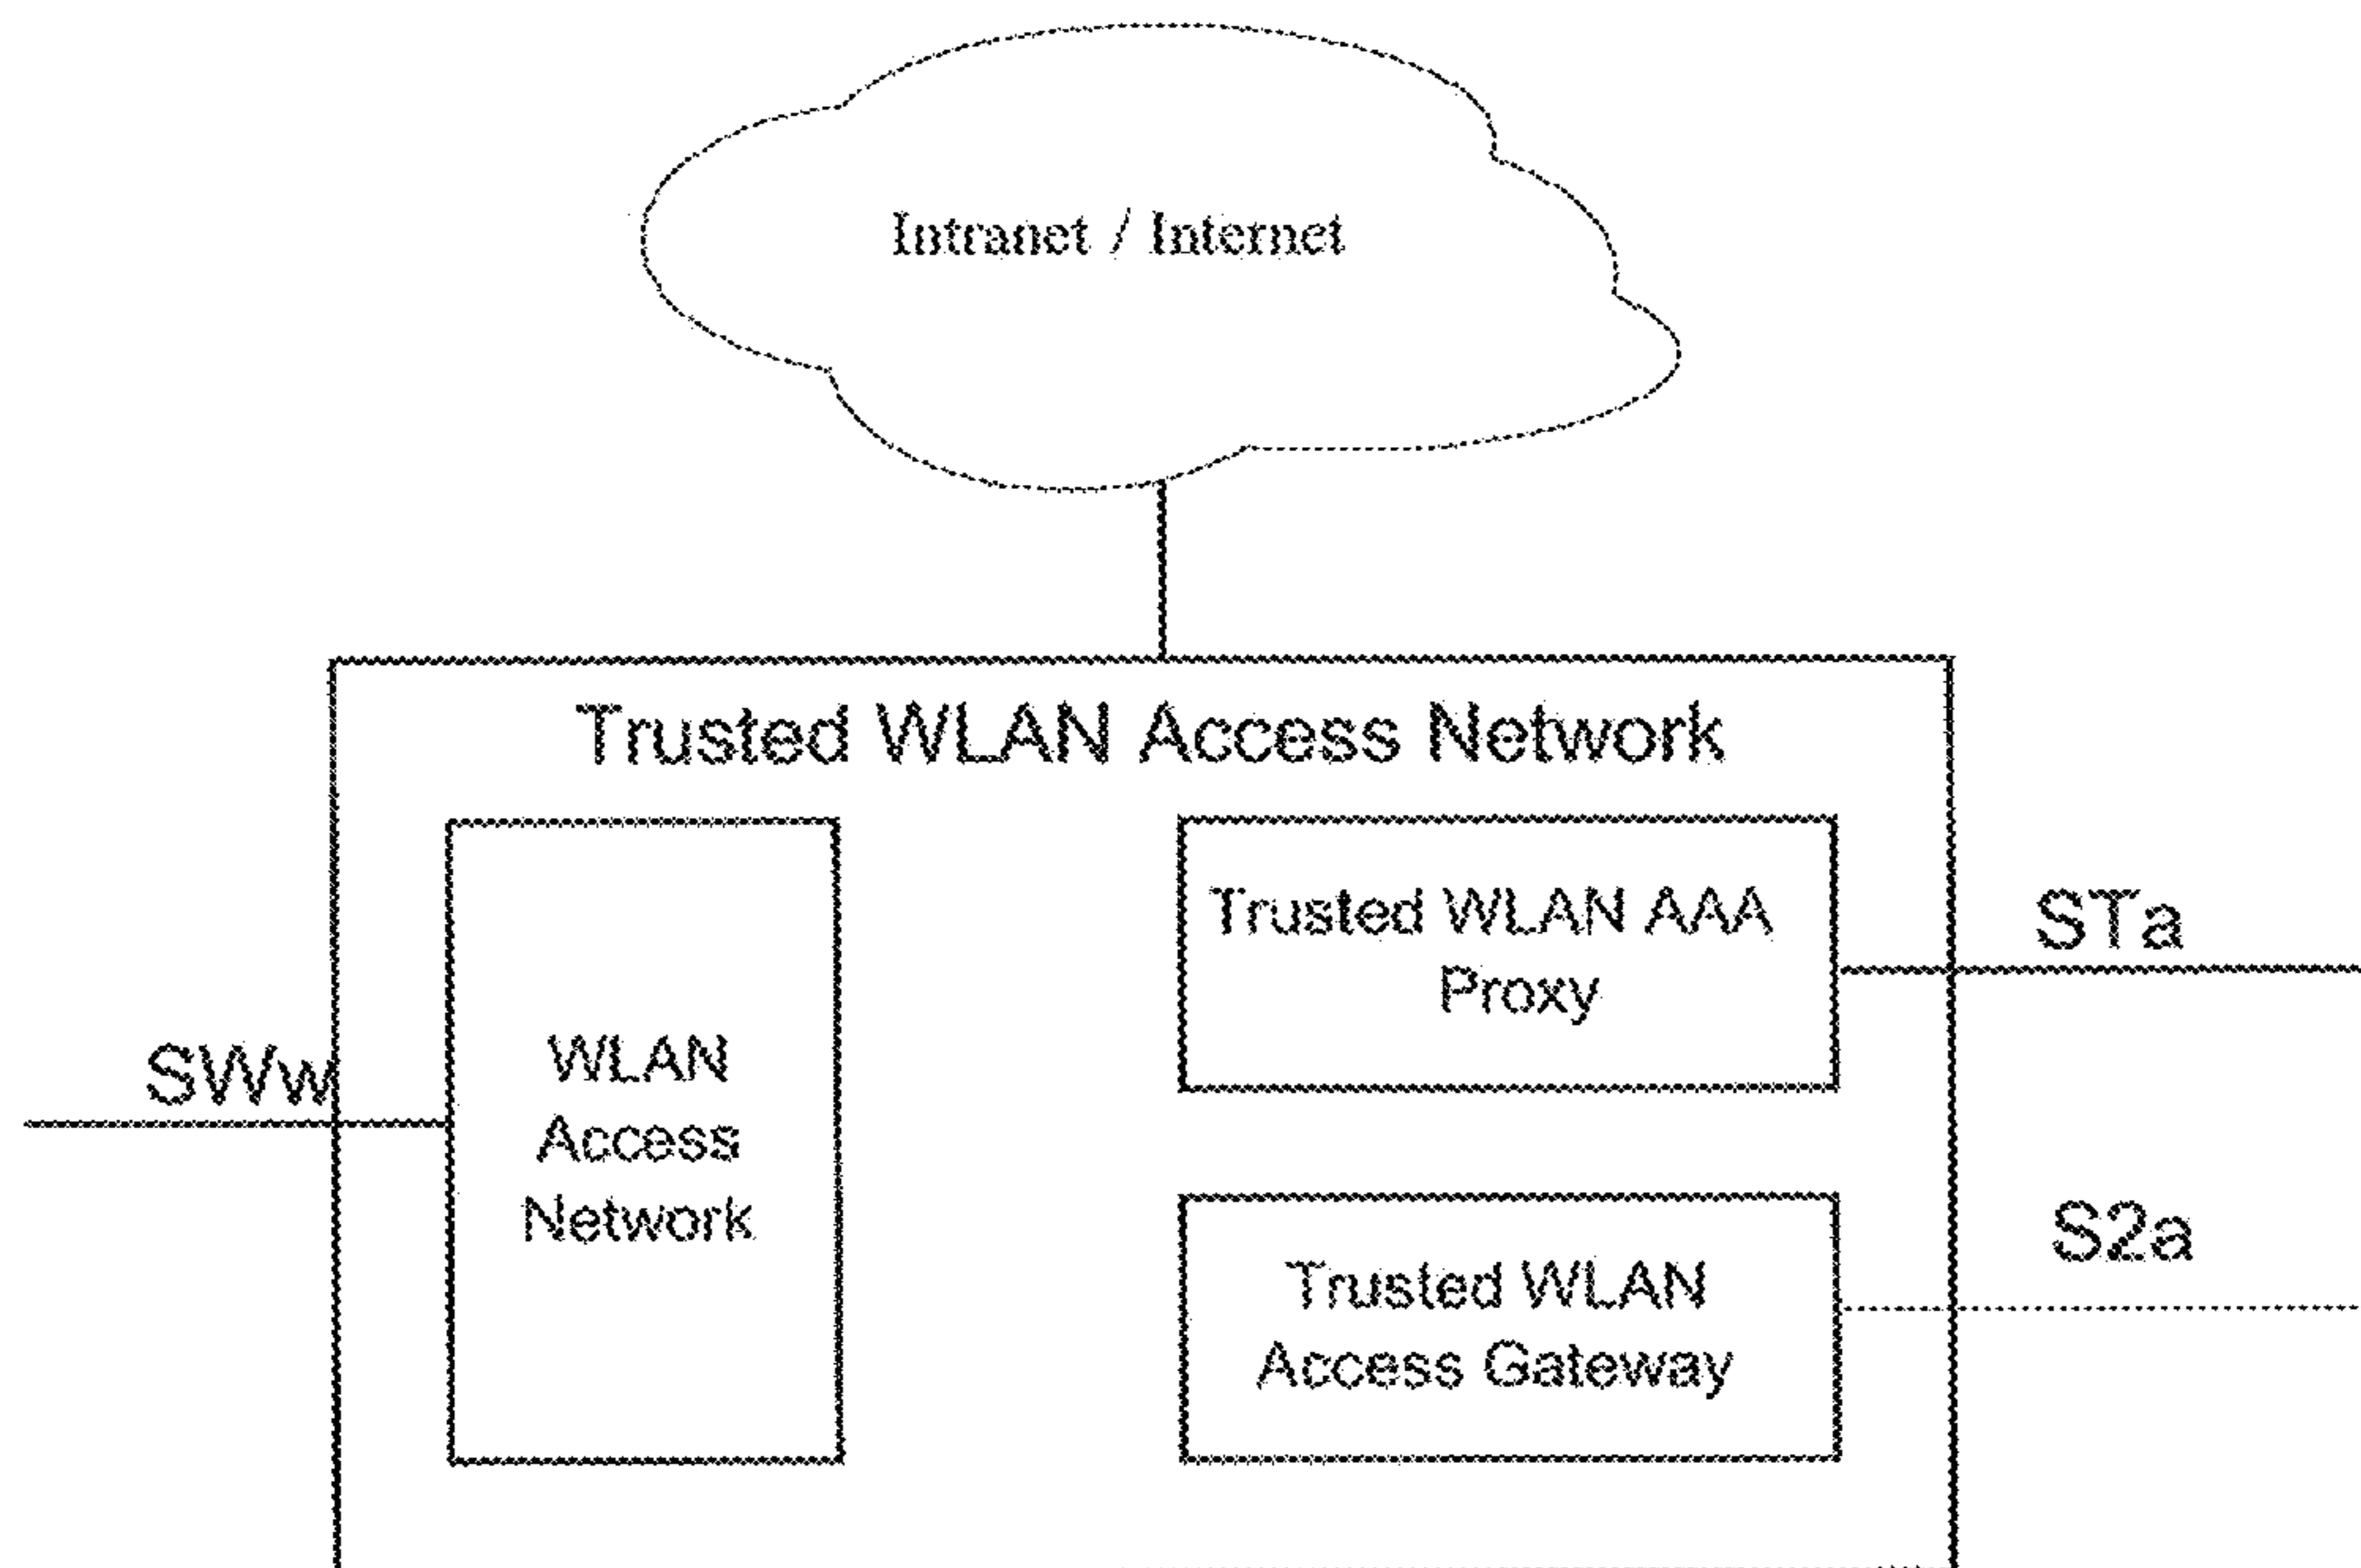 Intranet / Internet
Trusted WLAN Access Network
Trusted WLAN AAA
Proxy
STa
SWw
WLAN
Access
Network
S2a
Trusted WLAN
Access Gateway